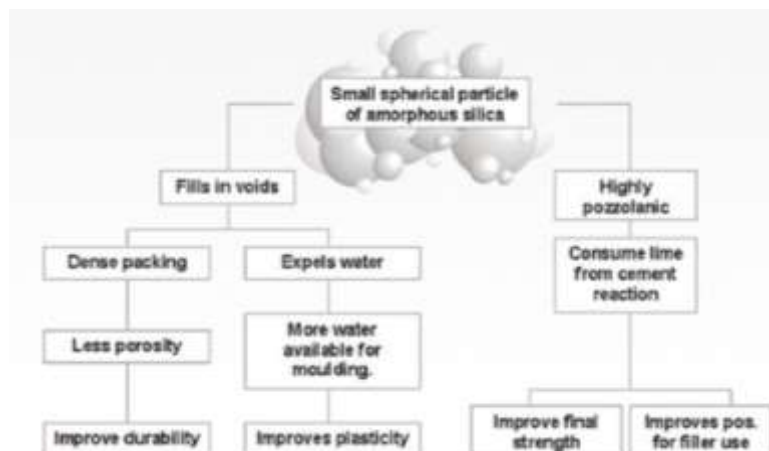 Small spherical particle
of amorphous silica
Fills in voids
Highly
pozzolanic
Dense packing
Expels water
Consume lime
from cement
reaction
Less porosity
More water
available for
moulding.
Improve durability
Improves plasticity
Improve final
strength
Improves pos.
for filler use